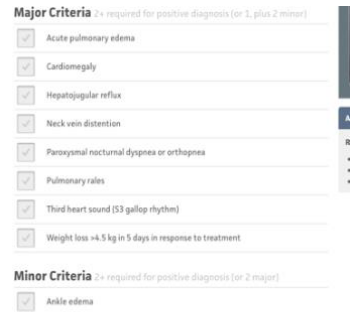 Major Criteria 2+ required for positive diagnosis (or 1, plus 2 minor)
Acute pulmonary edema
Cardiomegaly
Hepatojugular reflux
Neck vein distention
Paroxysmal nocturnal dyspnea or orthopnea
Pulmonary rales
Third heart sound (S3 gallop rhythm)
Weight loss >4.5 kg in 5 days in response to treatment
Minor Criteria 2+ required for positive diagnosis (or 2 major)
Ankle edema
A
R